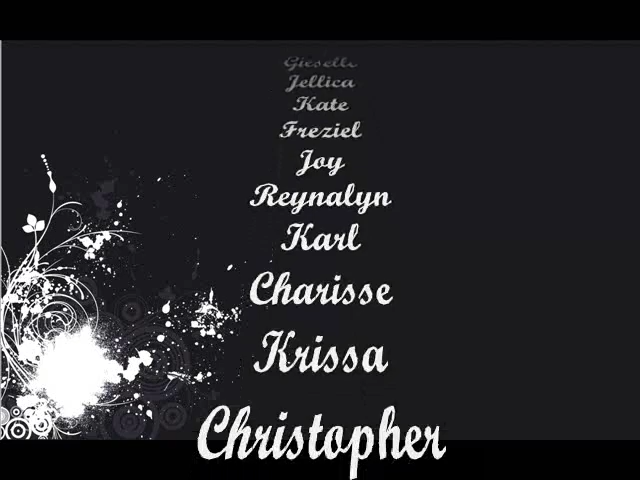 Gieselle
Jellica
Kate
Freziel
Joy
Reynalyn
Karl
Charisse
Krissa
Christopher